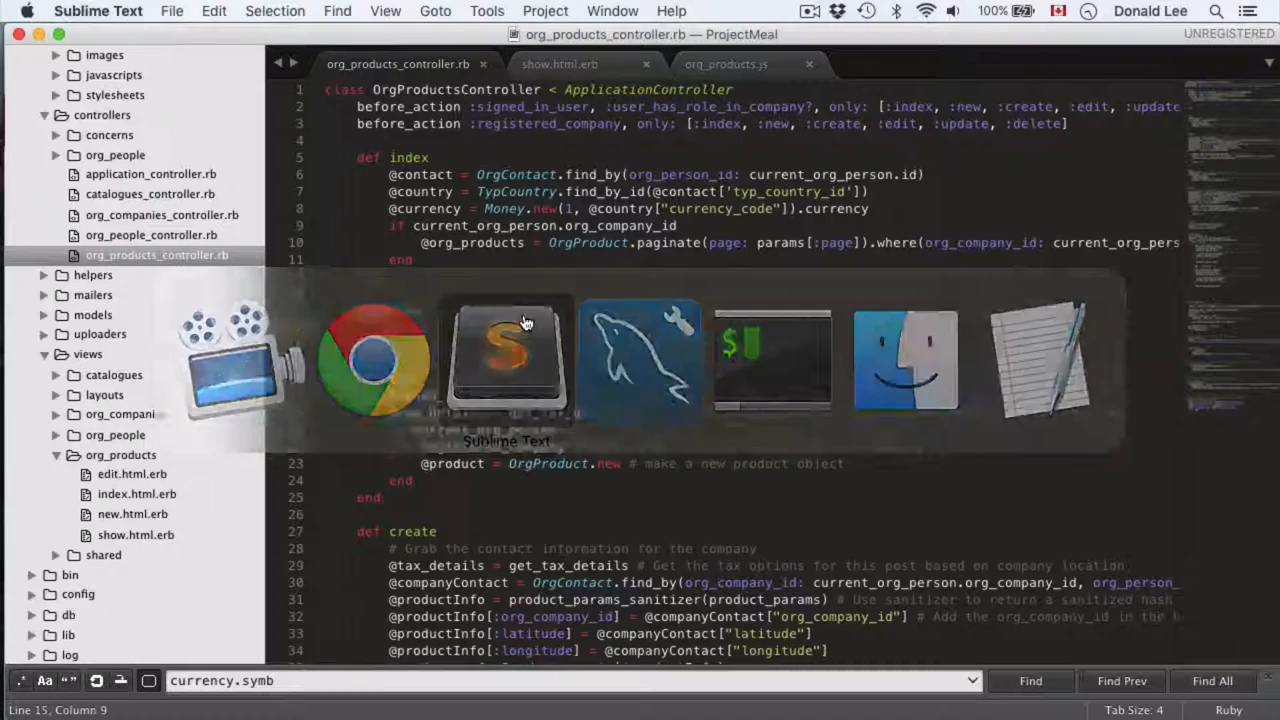 Sublime Text File Edit Selection Find View Goto Tools Project Window Help 100% Donald Lee
org_products_controller.rb — ProjectMeal UNREGISTERED
org_products_controller.rb × show.html.erb × org_products.js ×
images
javascripts
stylesheets
controllers
concerns
org_people
application_controller.rb
catalogues_controller.rb
org_companies_controller.rb
org_people_controller.rb
org_products_controller.rb
helpers
mailers
models
uploaders
views
catalogues
layouts
org_compani
org_people
org_products
edit.html.erb
index.html.erb
new.html.erb
show.html.erb
shared
bin
config
db
lib
log
1 class OrgProductsController < ApplicationController
2 before_action :signed_in_user, :user_has_role_in_company?, only: [:index, :new, :create, :edit, :update
3 before_action :registered_company, only: [:index, :new, :create, :edit, :update, :delete]
4
5 def index
6 @contact = OrgContact.find_by(org_person_id: current_org_person.id)
7 @country = TypCountry.find_by_id(@contact['typ_country_id'])
8 @currency = Money.new(1, @country["currency_code"]).currency
9 if current_org_person.org_company_id
10 @org_products = OrgProduct.paginate(page: params[:page]).where(org_company_id: current_org_pers
11 end
$
Sublime Text
23 @product = OrgProduct.new # make a new product object
24 end
25 end
26
27 def create
28 # Grab the contact information for the company
29 @tax_details = get_tax_details # Get the tax options for this post based on company location
30 @companyContact = OrgContact.find_by(org_company_id: current_org_person.org_company_id, org_person_
31 @productInfo = product_params_sanitizer(product_params) # Use sanitizer to return a sanitized hash
32 @productInfo[:org_company_id] = @companyContact["org_company_id"] # Add the org_company_id in the
33 @productInfo[:latitude] = @companyContact["latitude"]
34 @productInfo[:longitude] = @companyContact["longitude"]
.* Aa “” currency.symb Find Find Prev Find All
Line 15, Column 9 Tab Size: 4 Ruby